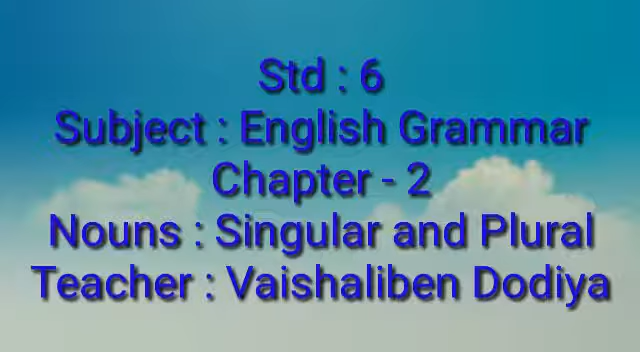 Std : 6
Subject : English Grammar
Chapter - 2
Nouns : Singular and Plural
Teacher : Vaishaliben Dodiya